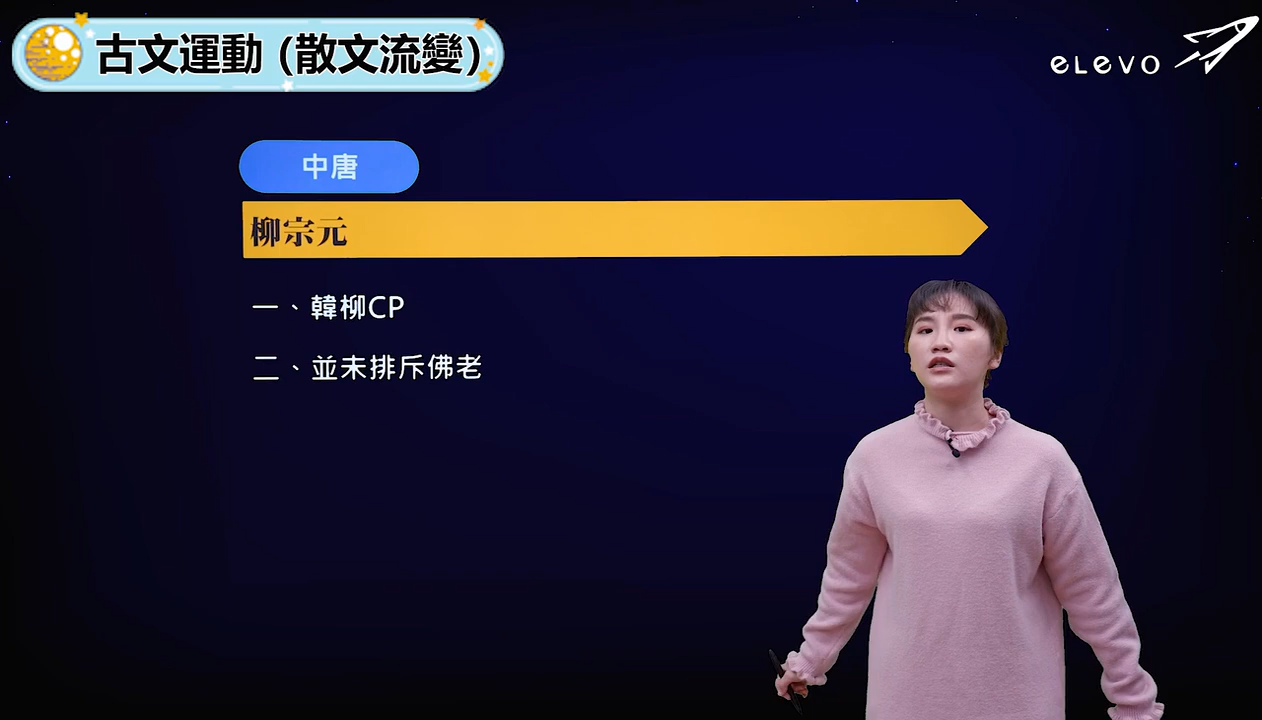 古文運動 (散文流變)
eLevo
中唐
柳宗元
一、韓柳CP
二、並未排斥佛老